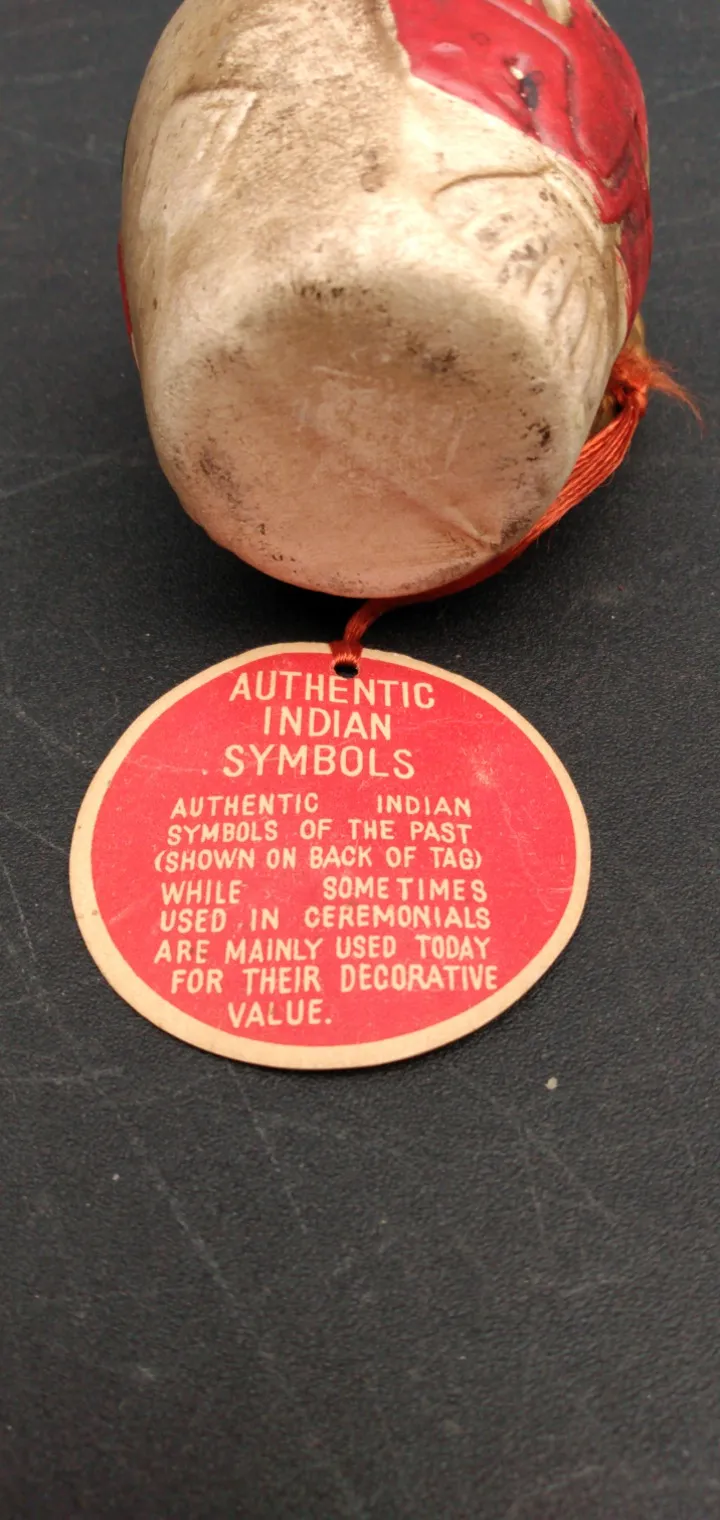 AUTHENTIC
INDIAN
SYMBOLS
AUTHENTIC INDIAN
SYMBOLS OF THE PAST
(SHOWN ON BACK OF TAG)
WHILE SOMETIMES
USED IN CEREMONIALS
ARE MAINLY USED TODAY
FOR THEIR DECORATIVE
VALUE.